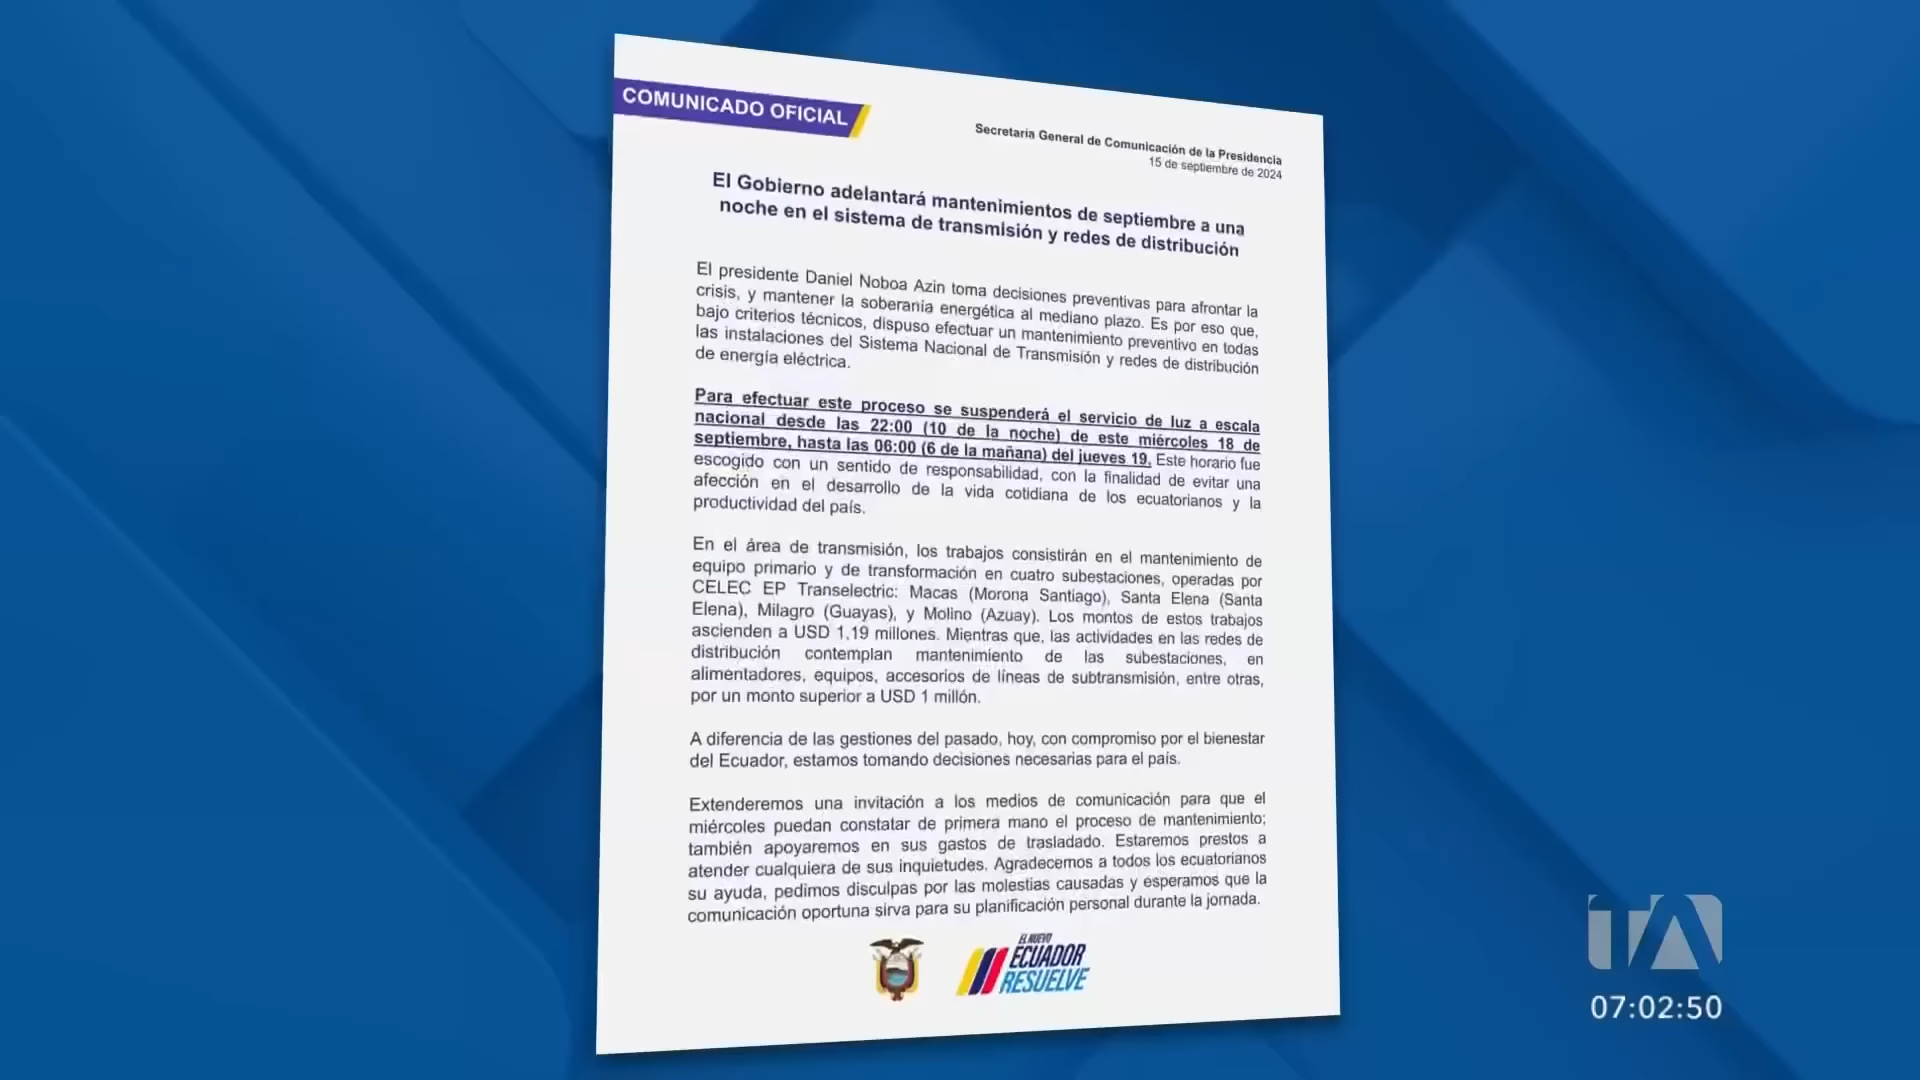 COMUNICADO OFICIAL
Secretaría General de Comunicación de la Presidencia
15 de septiembre de 2024
El Gobierno adelantará mantenimientos de septiembre a una
noche en el sistema de transmisión y redes de distribución
El presidente Daniel Noboa Azin toma decisiones preventivas para afrontar la
crisis, y mantener la soberanía energética al mediano plazo. Es por eso que,
bajo criterios técnicos, dispuso efectuar un mantenimiento preventivo en todas
las instalaciones del Sistema Nacional de Transmisión y redes de distribución
de energía eléctrica.
Para efectuar este proceso se suspenderá el servicio de luz a escala
nacional desde las 22:00 (10 de la noche) de este miércoles 18 de
septiembre, hasta las 06:00 (6 de la mañana) del jueves 19. Este horario fue
escogido con un sentido de responsabilidad, con la finalidad de evitar una
afección en el desarrollo de la vida cotidiana de los ecuatorianos y la
productividad del país.
En el área de transmisión, los trabajos consistirán en el mantenimiento de
equipo primario y de transformación en cuatro subestaciones, operadas por
CELEC EP Transelectric: Macas (Morona Santiago), Santa Elena (Santa
Elena), Milagro (Guayas), y Molino (Azuay). Los montos de estos trabajos
ascienden a USD 1,19 millones. Mientras que, las actividades en las redes de
distribución contemplan mantenimiento de las subestaciones, en
alimentadores, equipos, accesorios de líneas de subtransmisión, entre otras,
por un monto superior a USD 1 millón.
A diferencia de las gestiones del pasado, hoy, con compromiso por el bienestar
del Ecuador, estamos tomando decisiones necesarias para el país.
Extenderemos una invitación a los medios de comunicación para que el
miércoles puedan constatar de primera mano el proceso de mantenimiento;
también apoyaremos en sus gastos de trasladado. Estaremos prestos a
atender cualquiera de sus inquietudes. Agradecemos a todos los ecuatorianos
su ayuda, pedimos disculpas por las molestias causadas y esperamos que la
comunicación oportuna sirva para su planificación personal durante la jornada.
EL NUEVO
ECUADOR
RESUELVE
TA
07:02:50